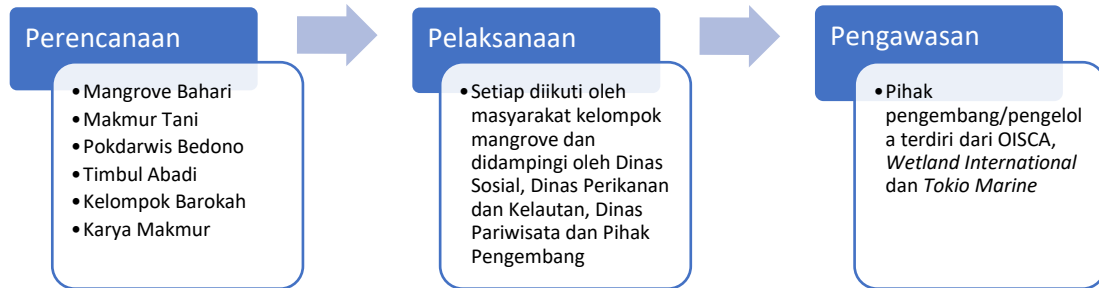 Perencanaan
• Mangrove Bahari
• Makmur Tani
• Pokdarwis Bedono
• Timbul Abadi
• Kelompok Barokah
• Karya Makmur
Pelaksanaan
• Setiap diikuti oleh
masyarakat kelompok
mangrove dan
didampingi oleh Dinas
Sosial, Dinas Perikanan
dan Kelautan, Dinas
Pariwisata dan Pihak
Pengembang
Pengawasan
• Pihak
pengembang/pengelol
a terdiri dari OISCA,
Wetland International
dan Tokio Marine